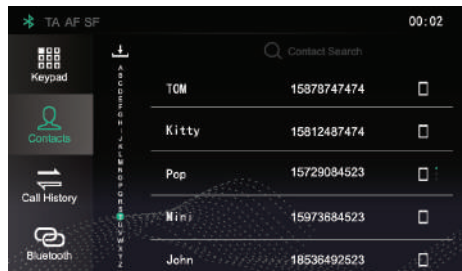 TA AF SF 00:02
Keypad
Contacts
Call History
Bluetooth
A
B
C
D
E
F
G
H
I
J
K
L
M
N
O
P
Q
R
S
T
U
V
W
X
Y
Z
Contact Search
TOM 15878747474
Kitty 15812487474
Pop 15729084523
Mini 15973684523
John 18536492523